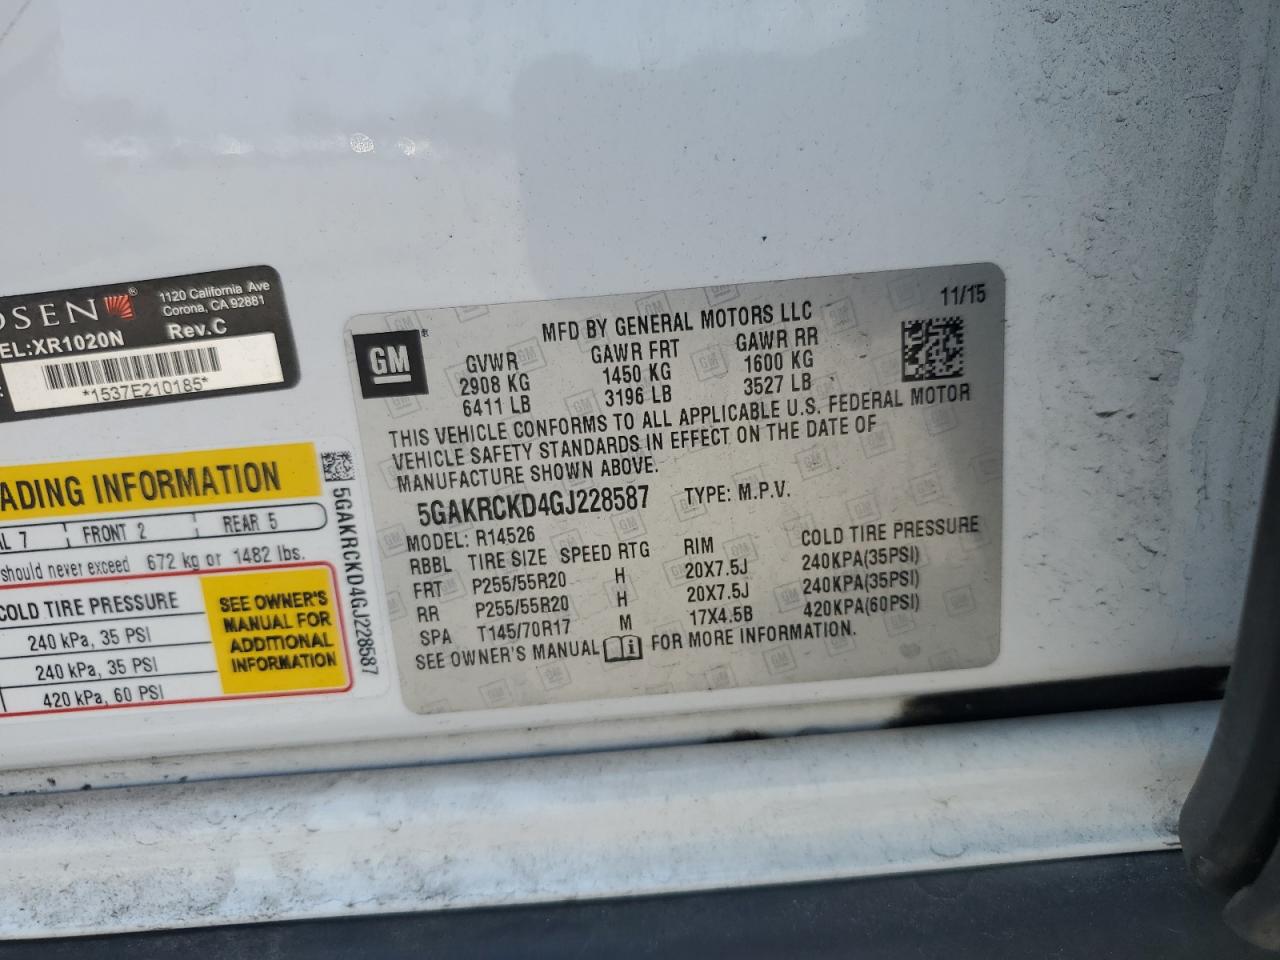 OSEN
®
1120 California Ave
Corona, CA 92881
EL:XR1020N Rev.C
*1537E210185*
ADING INFORMATION
AL 7 FRONT 2 REAR 5
should never exceed 672 kg or 1482 lbs.
COLD TIRE PRESSURE
240 kPa, 35 PSI
240 kPa, 35 PSI
420 kPa, 60 PSI
SEE OWNER'S
MANUAL FOR
ADDITIONAL
INFORMATION
5GAKRCKD4GJ228587
GM
®
11/15
MFD BY GENERAL MOTORS LLC
GVWR GAWR FRT GAWR RR
2908 KG 1450 KG 1600 KG
6411 LB 3196 LB 3527 LB
THIS VEHICLE CONFORMS TO ALL APPLICABLE U.S. FEDERAL MOTOR
VEHICLE SAFETY STANDARDS IN EFFECT ON THE DATE OF
MANUFACTURE SHOWN ABOVE.
5GAKRCKD4GJ228587 TYPE: M.P.V.
MODEL: R14526
RBBL TIRE SIZE SPEED RTG RIM COLD TIRE PRESSURE
FRT P255/55R20 H 20X7.5J 240KPA(35PSI)
RR P255/55R20 H 20X7.5J 240KPA(35PSI)
SPA T145/70R17 M 17X4.5B 420KPA(60PSI)
SEE OWNER'S MANUAL FOR MORE INFORMATION.